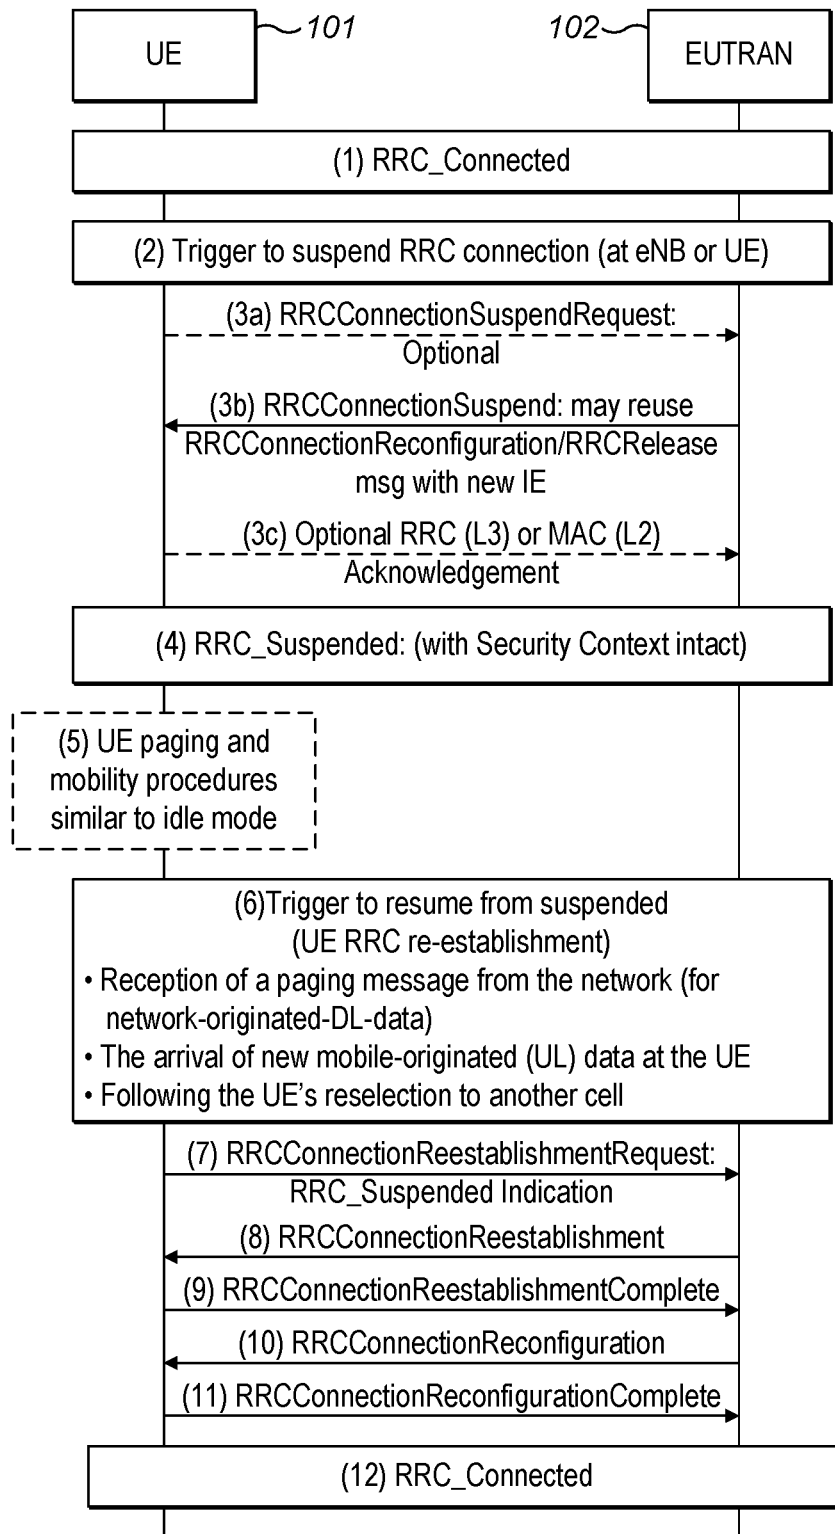 101
102
UE
EUTRAN
(1) RRC_Connected
(2) Trigger to suspend RRC connection (at eNB or UE)
(3a) RRCConnectionSuspendRequest:
Optional
(3b) RRCConnectionSuspend: may reuse
RRCConnectionReconfiguration/RRCRelease
msg with new IE
(3c) Optional RRC (L3) or MAC (L2)
Acknowledgement
(4) RRC_Suspended: (with Security Context intact)
(5) UE paging and
mobility procedures
similar to idle mode
(6)Trigger to resume from suspended
(UE RRC re-establishment)
• Reception of a paging message from the network (for
network-originated-DL-data)
• The arrival of new mobile-originated (UL) data at the UE
• Following the UE’s reselection to another cell
(7) RRCConnectionReestablishmentRequest:
RRC_Suspended Indication
(8) RRCConnectionReestablishment
(9) RRCConnectionReestablishmentComplete
(10) RRCConnectionReconfiguration
(11) RRCConnectionReconfigurationComplete
(12) RRC_Connected